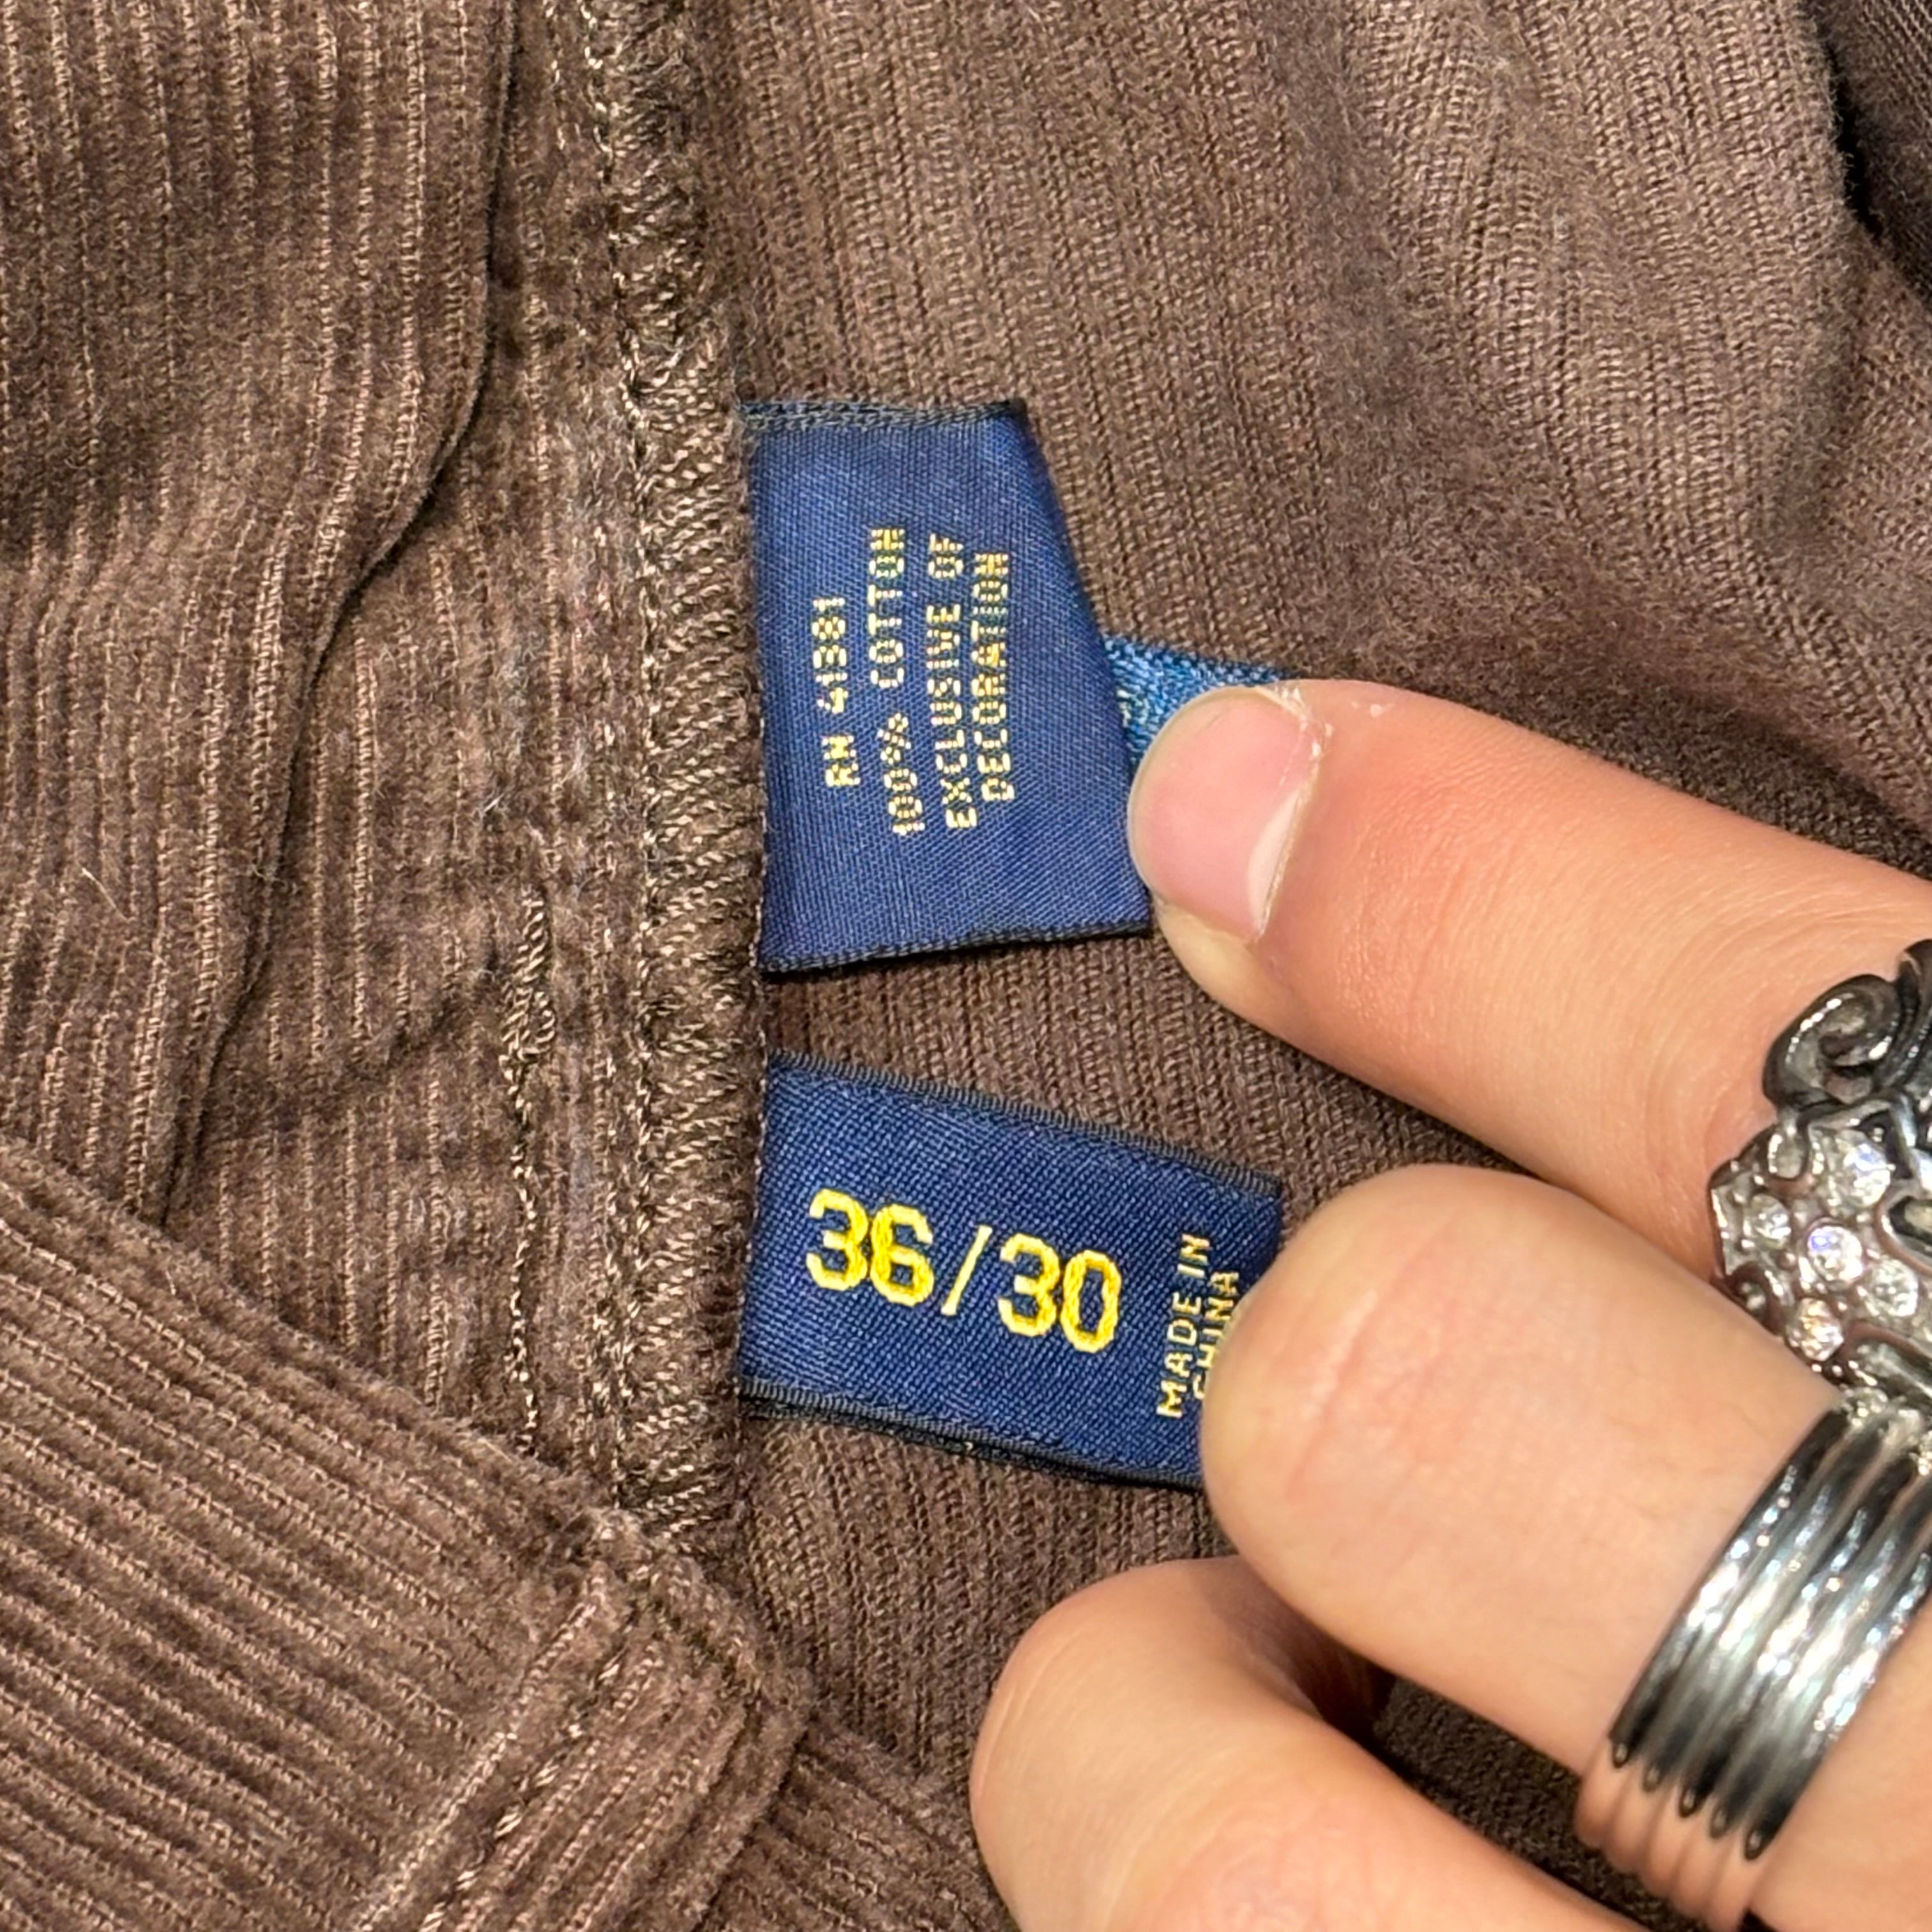 RN 41381
100% COTTON
EXCLUSIVE OF
DECORATION
36/30
MADE IN
CHINA